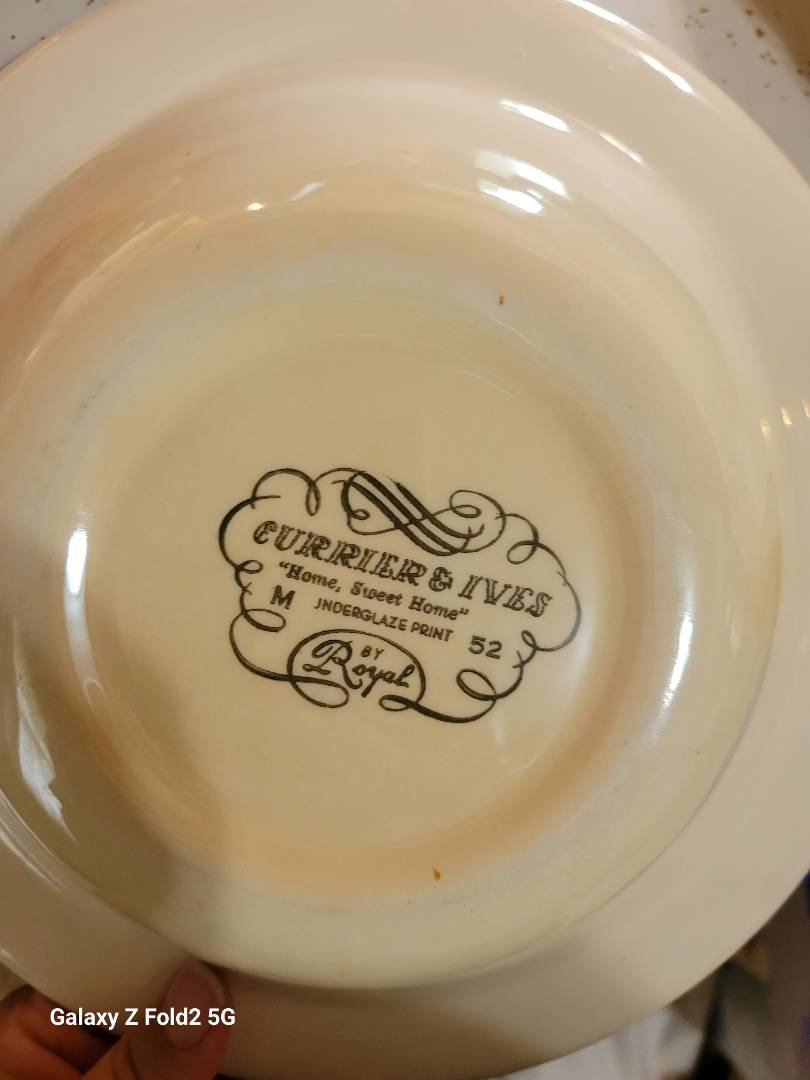 CURRIER & IVES
"Home, Sweet Home"
M JNDERGLAZE PRINT 52
BY
Royal
Galaxy Z Fold2 5G